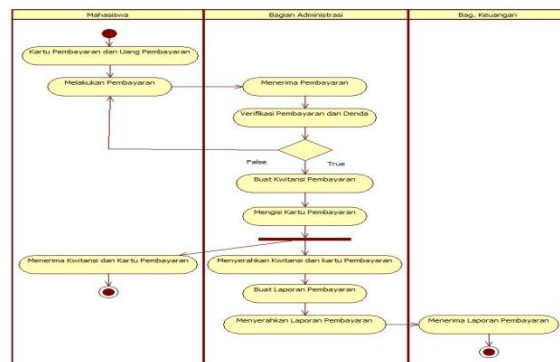 Mahasiswa
Bagian Administrasi
Bag. Keuangan
Kartu Pembayaran dan Uang Pembayaran
Melakukan Pembayaran
Menerima Pembayaran
Verifikasi Pembayaran dan Denda
False
True
Buat Kwitansi Pembayaran
Mengisi Kartu Pembayaran
Menerima Kwitansi dan Kartu Pembayaran
Menyerahkan Kwitansi dan kartu Pembayaran
Buat Laporan Pembayaran
Menyerahkan Laporan Pembayaran
Menerima Laporan Pembayaran